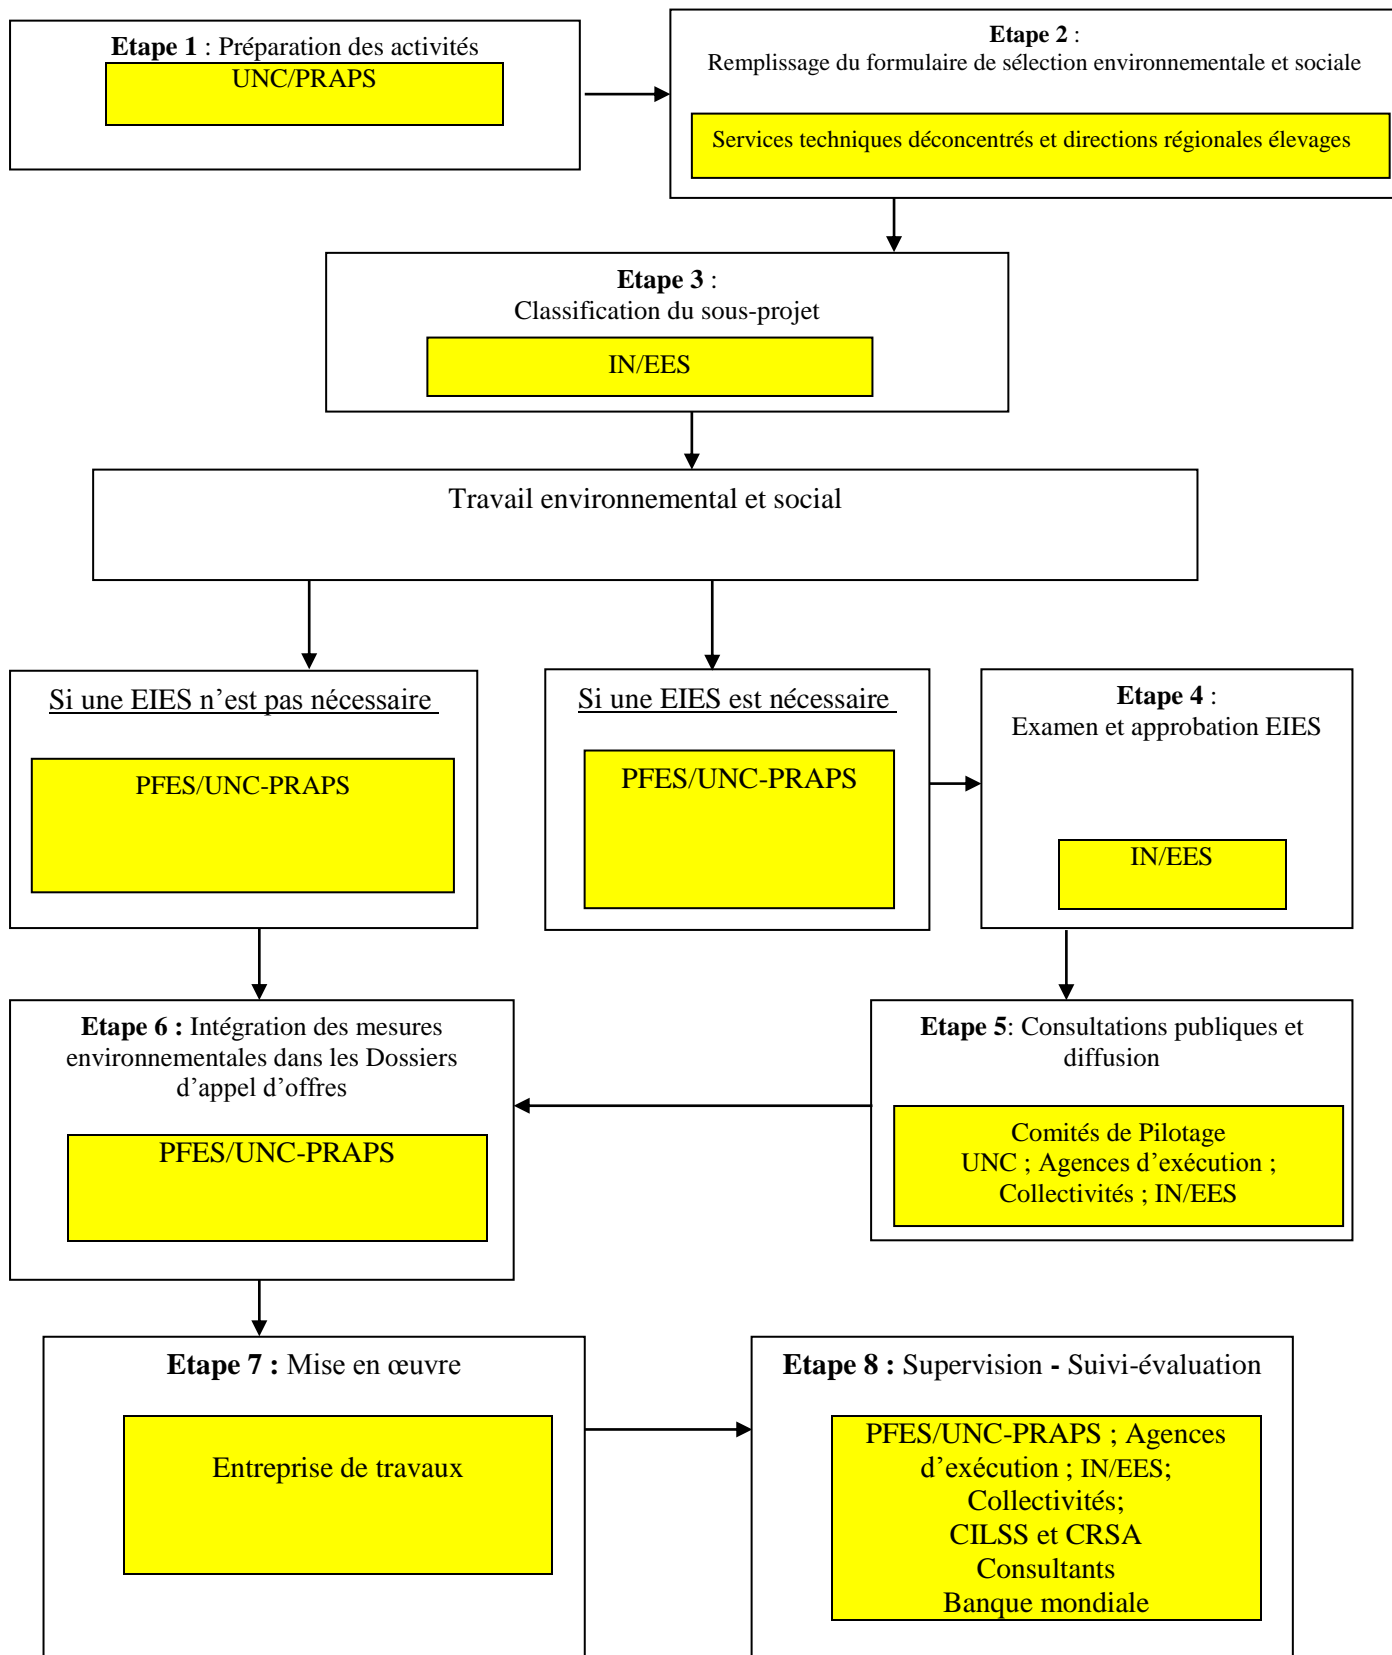 Etape 1 : Préparation des activités
UNC/PRAPS
Etape 2 :
Remplissage du formulaire de sélection environnementale et sociale
Services techniques déconcentrés et directions régionales élevages
Etape 3 :
Classification du sous-projet
IN/EES
Travail environnemental et social
Si une EIES n’est pas nécessaire
PFES/UNC-PRAPS
Si une EIES est nécessaire
PFES/UNC-PRAPS
Etape 4 :
Examen et approbation EIES
IN/EES
Etape 5: Consultations publiques et
diffusion
Comités de Pilotage
UNC ; Agences d’exécution ;
Collectivités ; IN/EES
Etape 6 : Intégration des mesures
environnementales dans les Dossiers
d’appel d’offres
PFES/UNC-PRAPS
Etape 7 : Mise en œuvre
Entreprise de travaux
Etape 8 : Supervision - Suivi-évaluation
PFES/UNC-PRAPS ; Agences
d’exécution ; IN/EES;
Collectivités;
CILSS et CRSA
Consultants
Banque mondiale